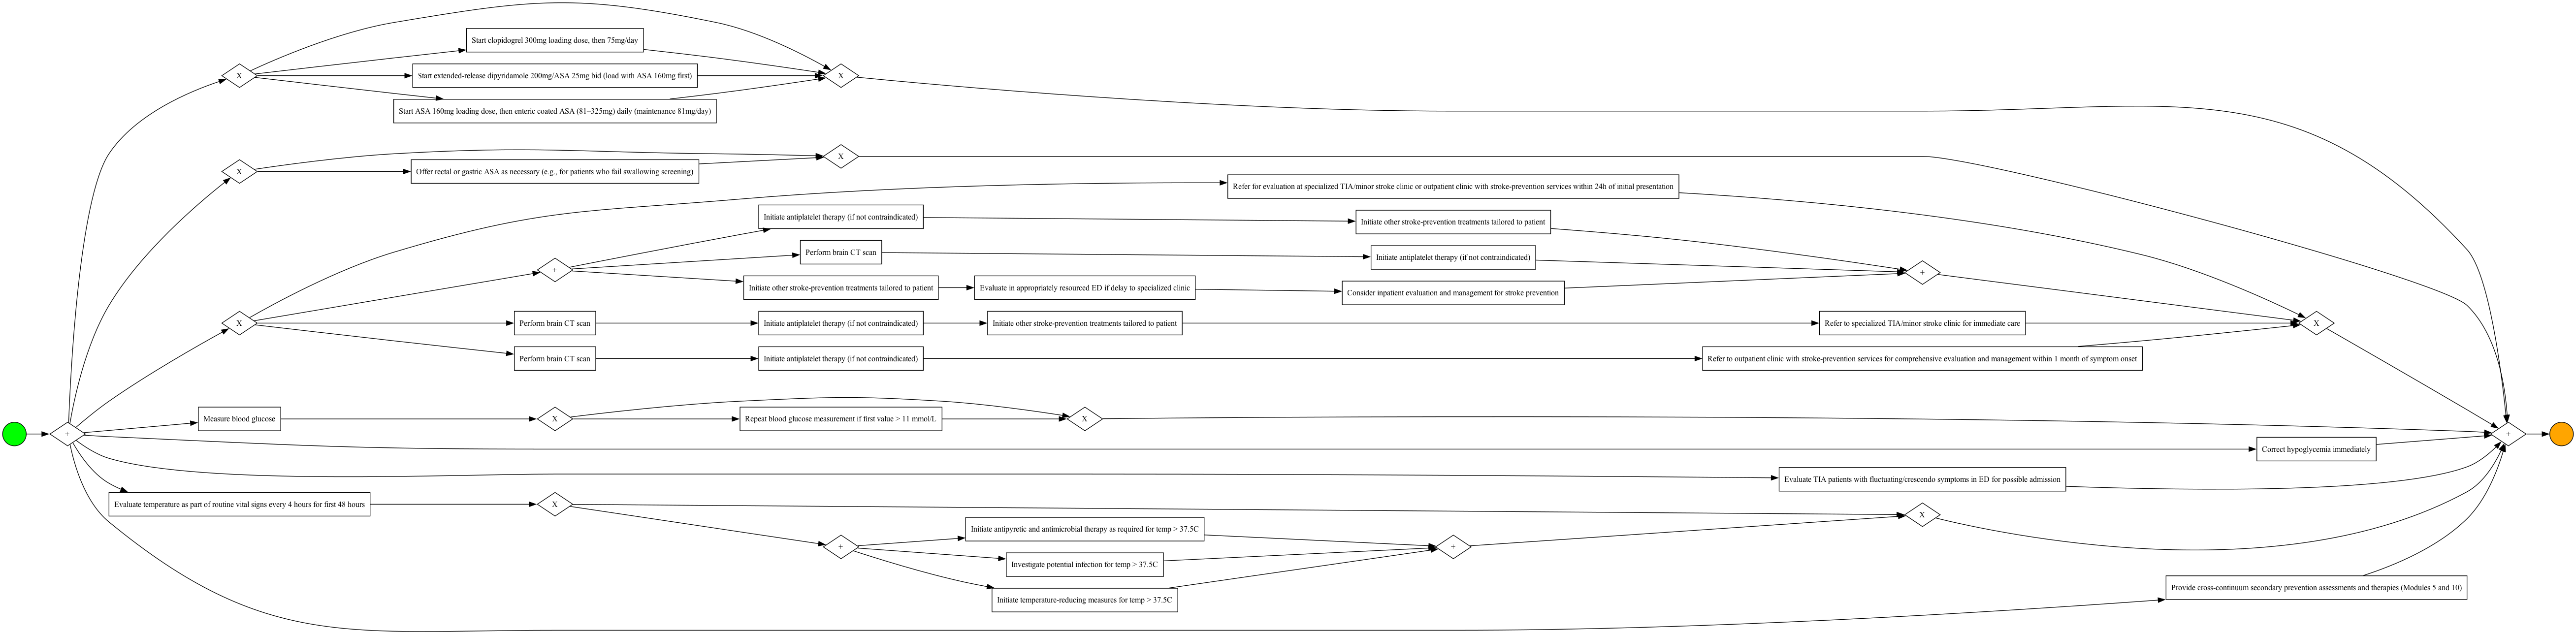 X
Start clopidogrel 300mg loading dose, then 75mg/day
Start extended-release dipyridamole 200mg/ASA 25mg bid (load with ASA 160mg first)
Start ASA 160mg loading dose, then enteric coated ASA (81–325mg) daily (maintenance 81mg/day)
X
X
Offer rectal or gastric ASA as necessary (e.g., for patients who fail swallowing screening)
X
Refer for evaluation at specialized TIA/minor stroke clinic or outpatient clinic with stroke-prevention services within 24h of initial presentation
Initiate antiplatelet therapy (if not contraindicated)
Initiate other stroke-prevention treatments tailored to patient
+
Perform brain CT scan
Initiate antiplatelet therapy (if not contraindicated)
+
Initiate other stroke-prevention treatments tailored to patient
Evaluate in appropriately resourced ED if delay to specialized clinic
Consider inpatient evaluation and management for stroke prevention
X
Perform brain CT scan
Initiate antiplatelet therapy (if not contraindicated)
Initiate other stroke-prevention treatments tailored to patient
Refer to specialized TIA/minor stroke clinic for immediate care
X
Perform brain CT scan
Initiate antiplatelet therapy (if not contraindicated)
Refer to outpatient clinic with stroke-prevention services for comprehensive evaluation and management within 1 month of symptom onset
Measure blood glucose
X
Repeat blood glucose measurement if first value > 11 mmol/L
X
+
+
Correct hypoglycemia immediately
Evaluate TIA patients with fluctuating/crescendo symptoms in ED for possible admission
Evaluate temperature as part of routine vital signs every 4 hours for first 48 hours
X
X
+
Initiate antipyretic and antimicrobial therapy as required for temp > 37.5C
+
Investigate potential infection for temp > 37.5C
Initiate temperature-reducing measures for temp > 37.5C
Provide cross-continuum secondary prevention assessments and therapies (Modules 5 and 10)